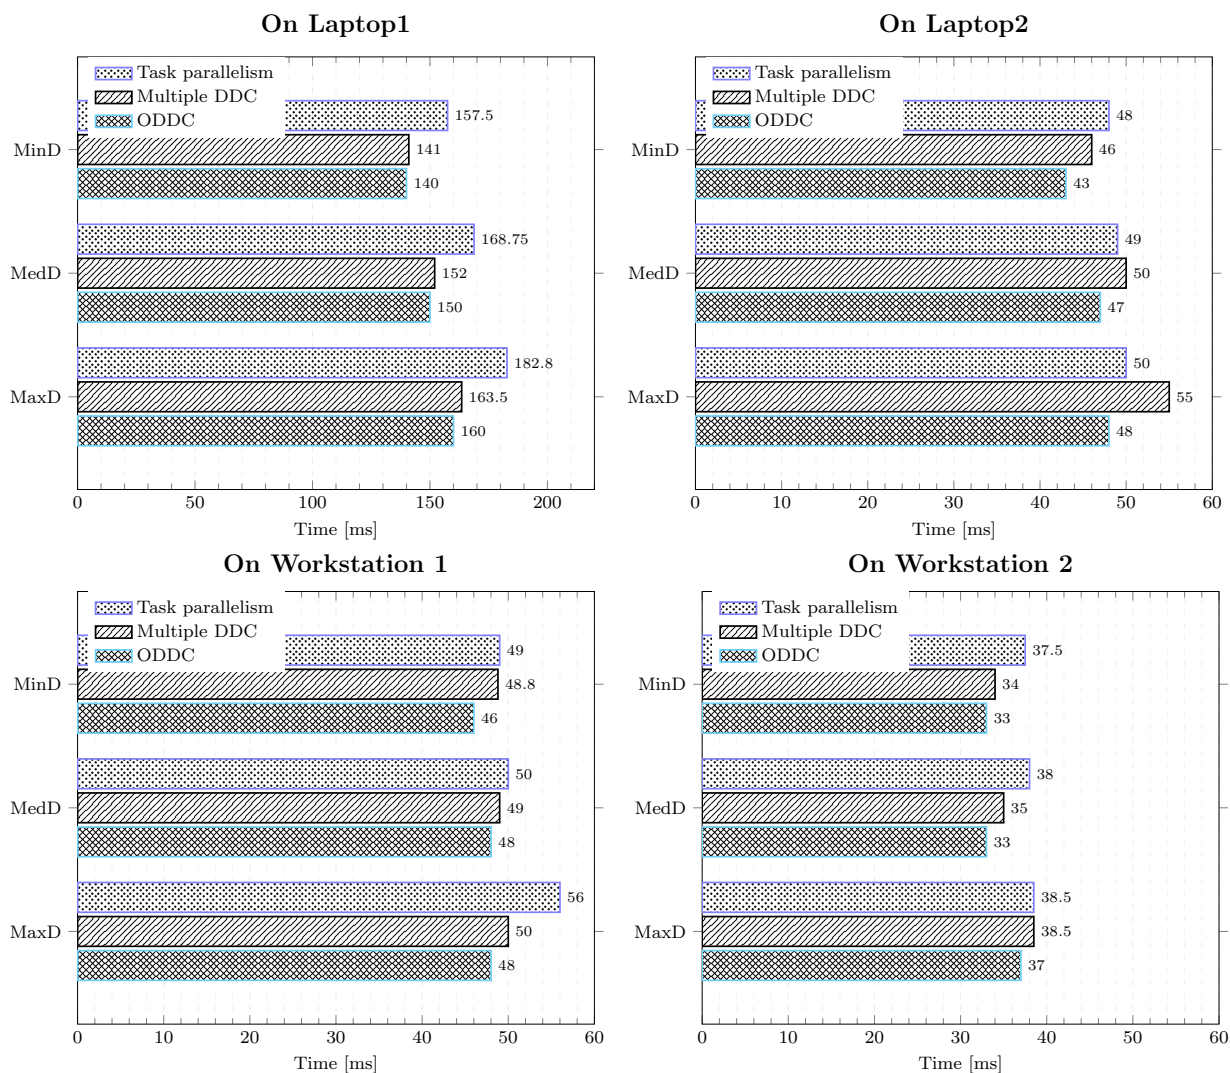 On Laptop1
Task parallelism
Multiple DDC
ODDC
157.5
MinD
141
140
168.75
MedD
152
150
182.8
MaxD
163.5
160
0 50 100 150 200
Time [ms]
On Laptop2
Task parallelism
Multiple DDC
ODDC
48
MinD
46
43
49
MedD
50
47
50
MaxD
55
48
0 10 20 30 40 50 60
Time [ms]
On Workstation 1
Task parallelism
Multiple DDC
ODDC
49
MinD
48.8
46
50
MedD
49
48
56
MaxD
50
48
0 10 20 30 40 50 60
Time [ms]
On Workstation 2
Task parallelism
Multiple DDC
ODDC
37.5
MinD
34
33
38
MedD
35
33
38.5
MaxD
38.5
37
0 10 20 30 40 50 60
Time [ms]